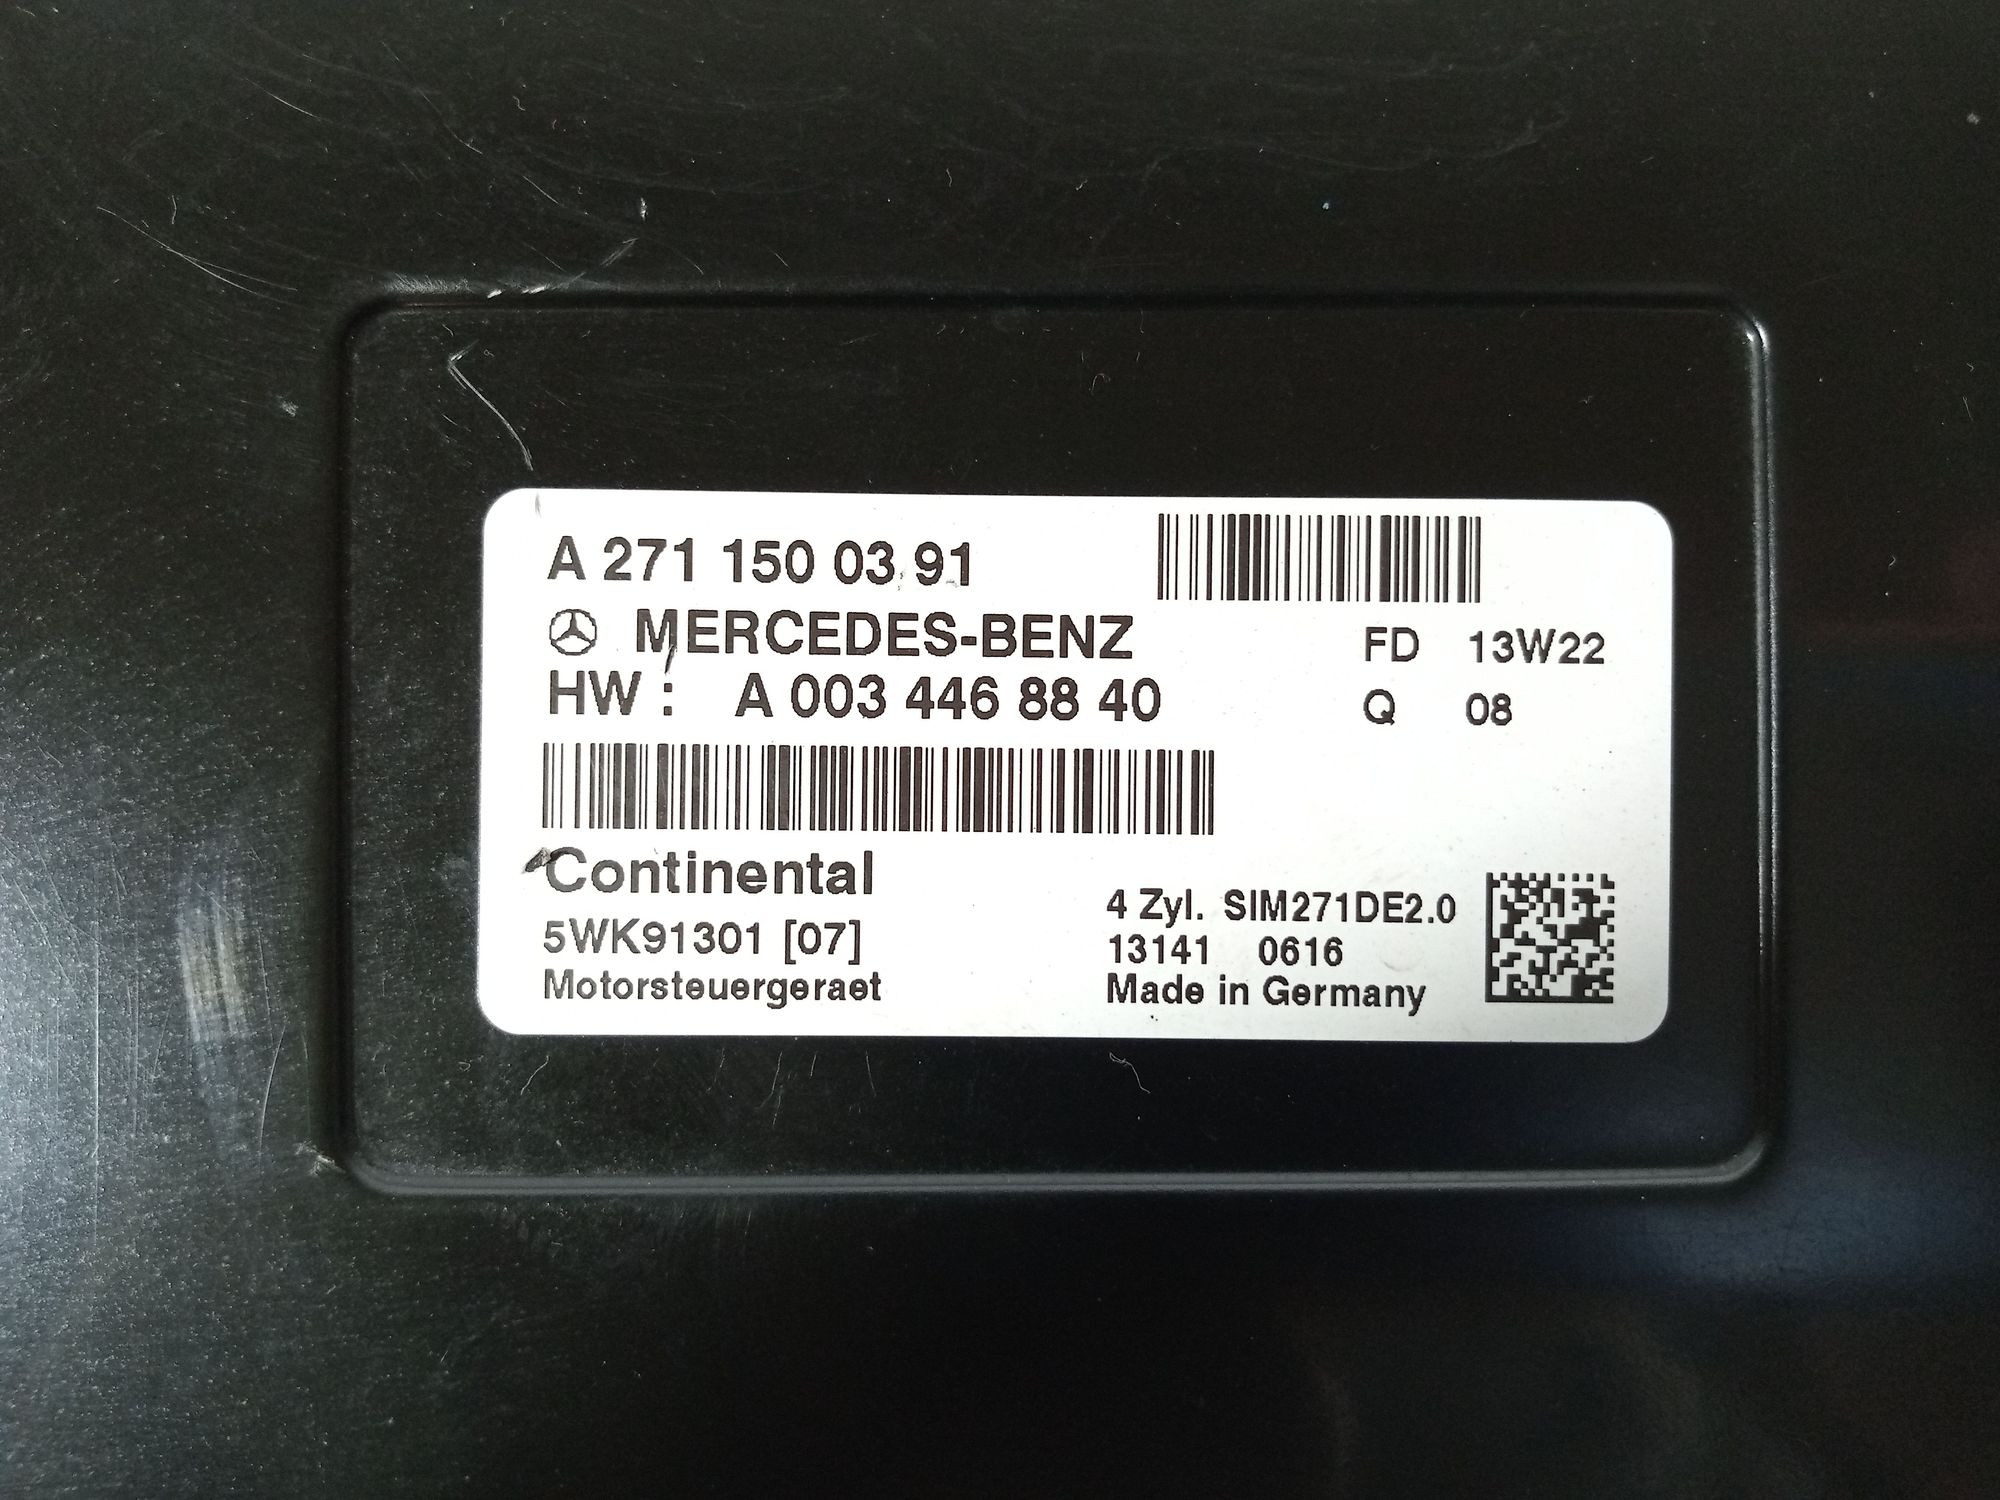 A 271 150 03 91
MERCEDES-BENZ
FD 13W22
HW : A 003 446 88 40
Q 08
Continental
5WK91301 [07]
Motorsteuergeraet
4 Zyl. SIM271DE2.0
13141 0616
Made in Germany